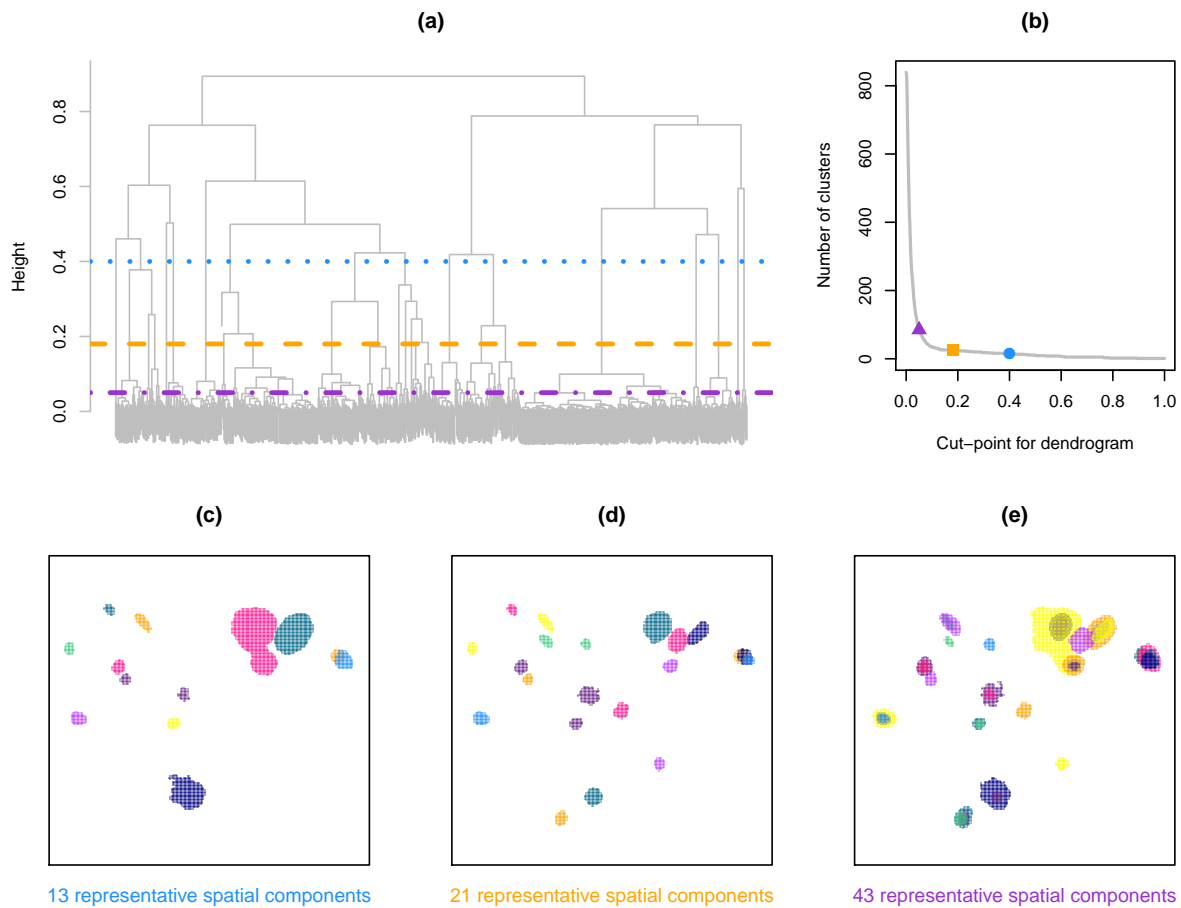 (a)
Height
0.0
0.2
0.4
0.6
0.8
(b)
Number of clusters
0
200
400
600
800
0.0 0.2 0.4 0.6 0.8 1.0
Cut−point for dendrogram
(c)
13 representative spatial components
(d)
21 representative spatial components
(e)
43 representative spatial components